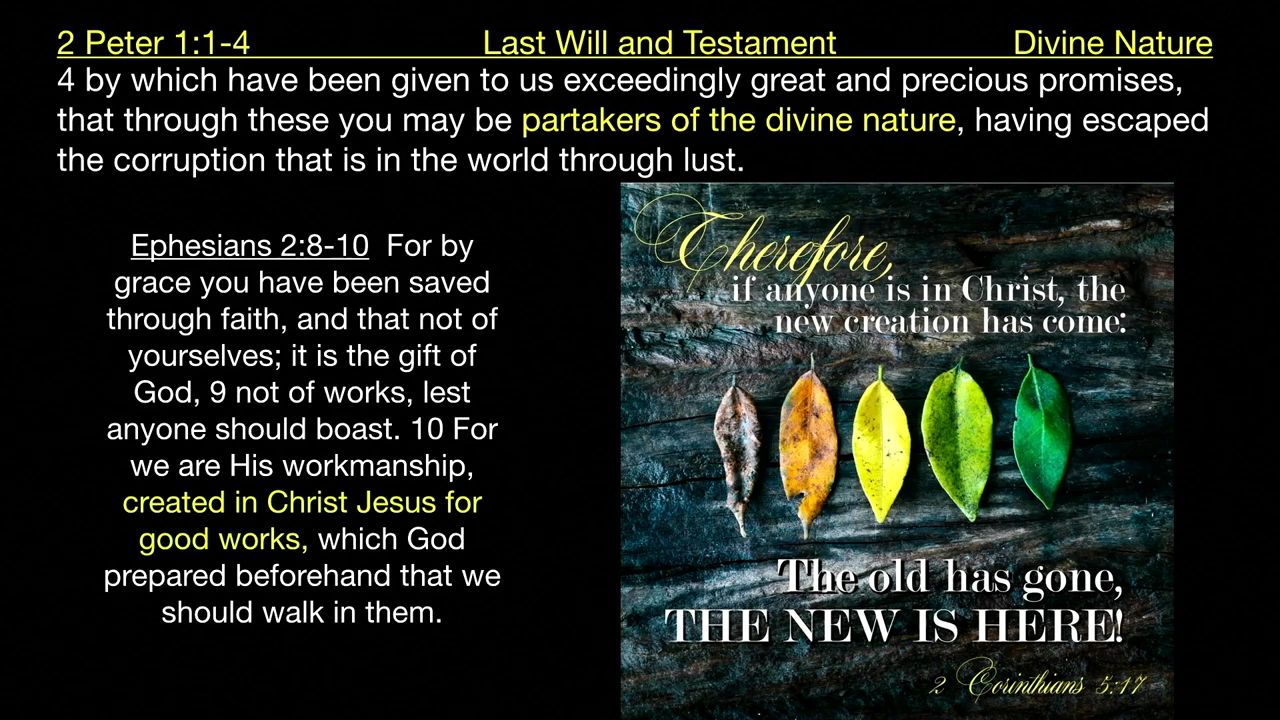 2 Peter 1:1-4 Last Will and Testament Divine Nature
4 by which have been given to us exceedingly great and precious promises,
that through these you may be partakers of the divine nature, having escaped
the corruption that is in the world through lust.
Ephesians 2:8-10 For by
grace you have been saved
through faith, and that not of
yourselves; it is the gift of
God, 9 not of works, lest
anyone should boast. 10 For
we are His workmanship,
created in Christ Jesus for
good works, which God
prepared beforehand that we
should walk in them.
Therefore,
if anyone is in Christ, the
new creation has come:
The old has gone,
THE NEW IS HERE!
2 Corinthians 5:17